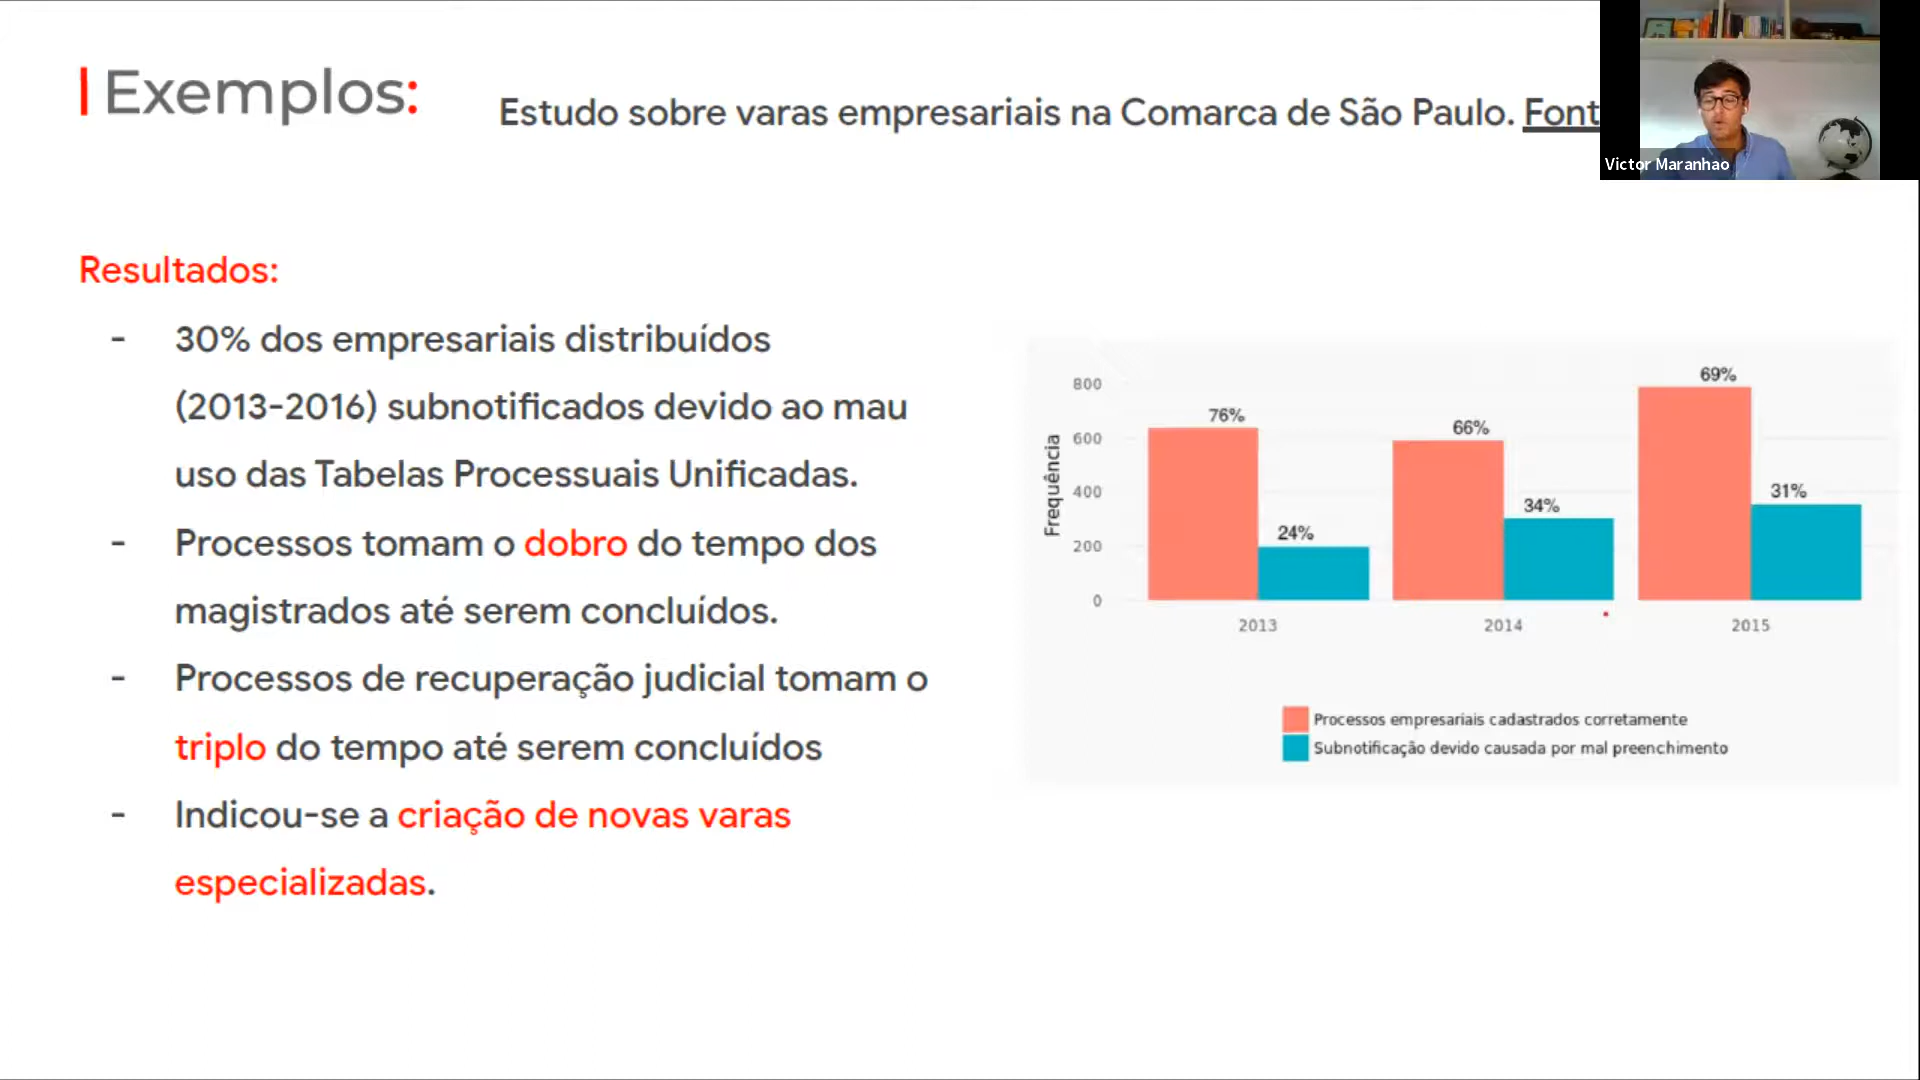 Exemplos:
Estudo sobre varas empresariais na Comarca de São Paulo. Font
Victor Maranhao
Resultados:
- 30% dos empresariais distribuídos
(2013-2016) subnotificados devido ao mau
uso das Tabelas Processuais Unificadas.
- Processos tomam o dobro do tempo dos
magistrados até serem concluídos.
- Processos de recuperação judicial tomam o
triplo do tempo até serem concluídos
- Indicou-se a criação de novas varas
especializadas.
Frequência
800
600
400
200
0
76%
24%
66%
34%
69%
31%
2013
2014
2015
Processos empresariais cadastrados corretamente
Subnotificação devido causada por mal preenchimento